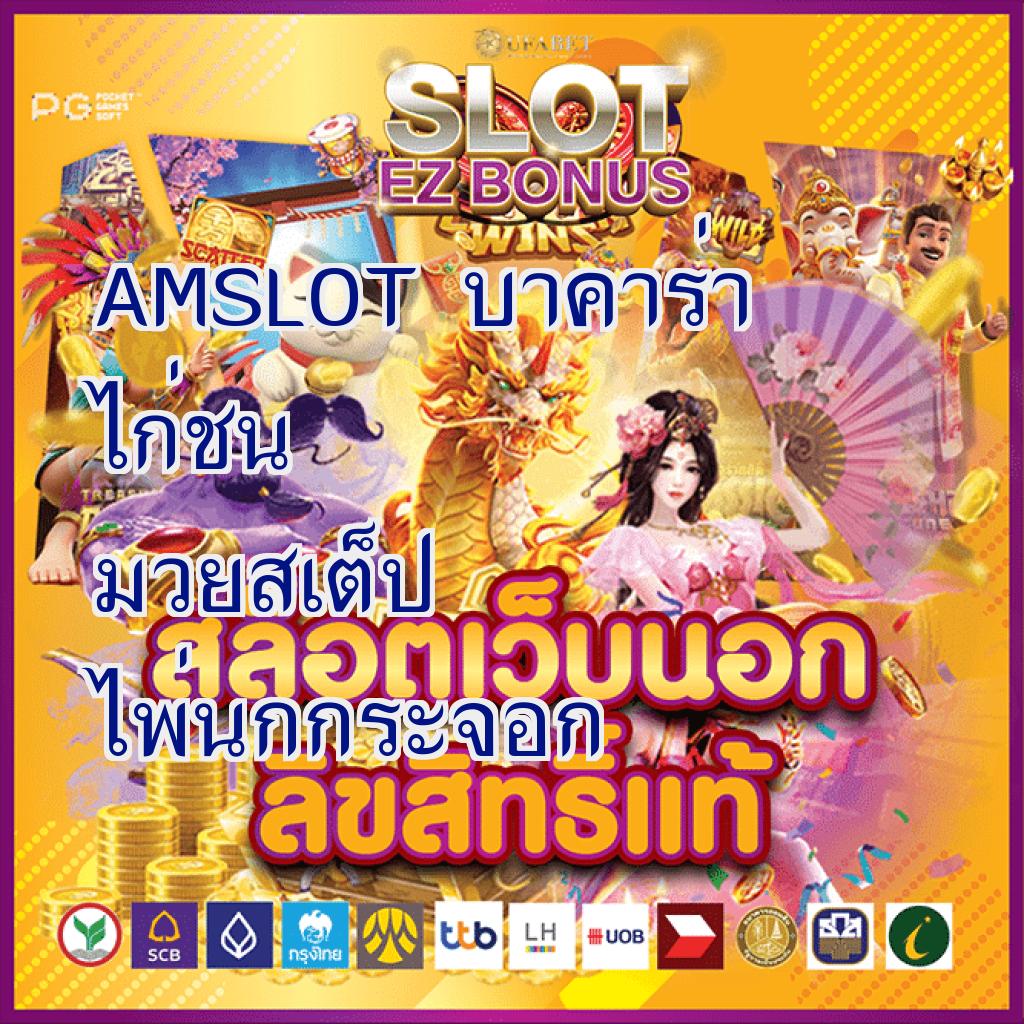 UFABET
PG POCKET GAMES SOFT
SLOT
EZ BONUS
WINS
SCATTER
WILD
AMSLOT บาคาร่า
ไก่ชน
มวยสเต็ป
สล็อตเว็บนอก
ไพ่นกกระจอก
ลิขสิทธิ์แท้
SCB
กรุงไทย
ttb
LH
UOB